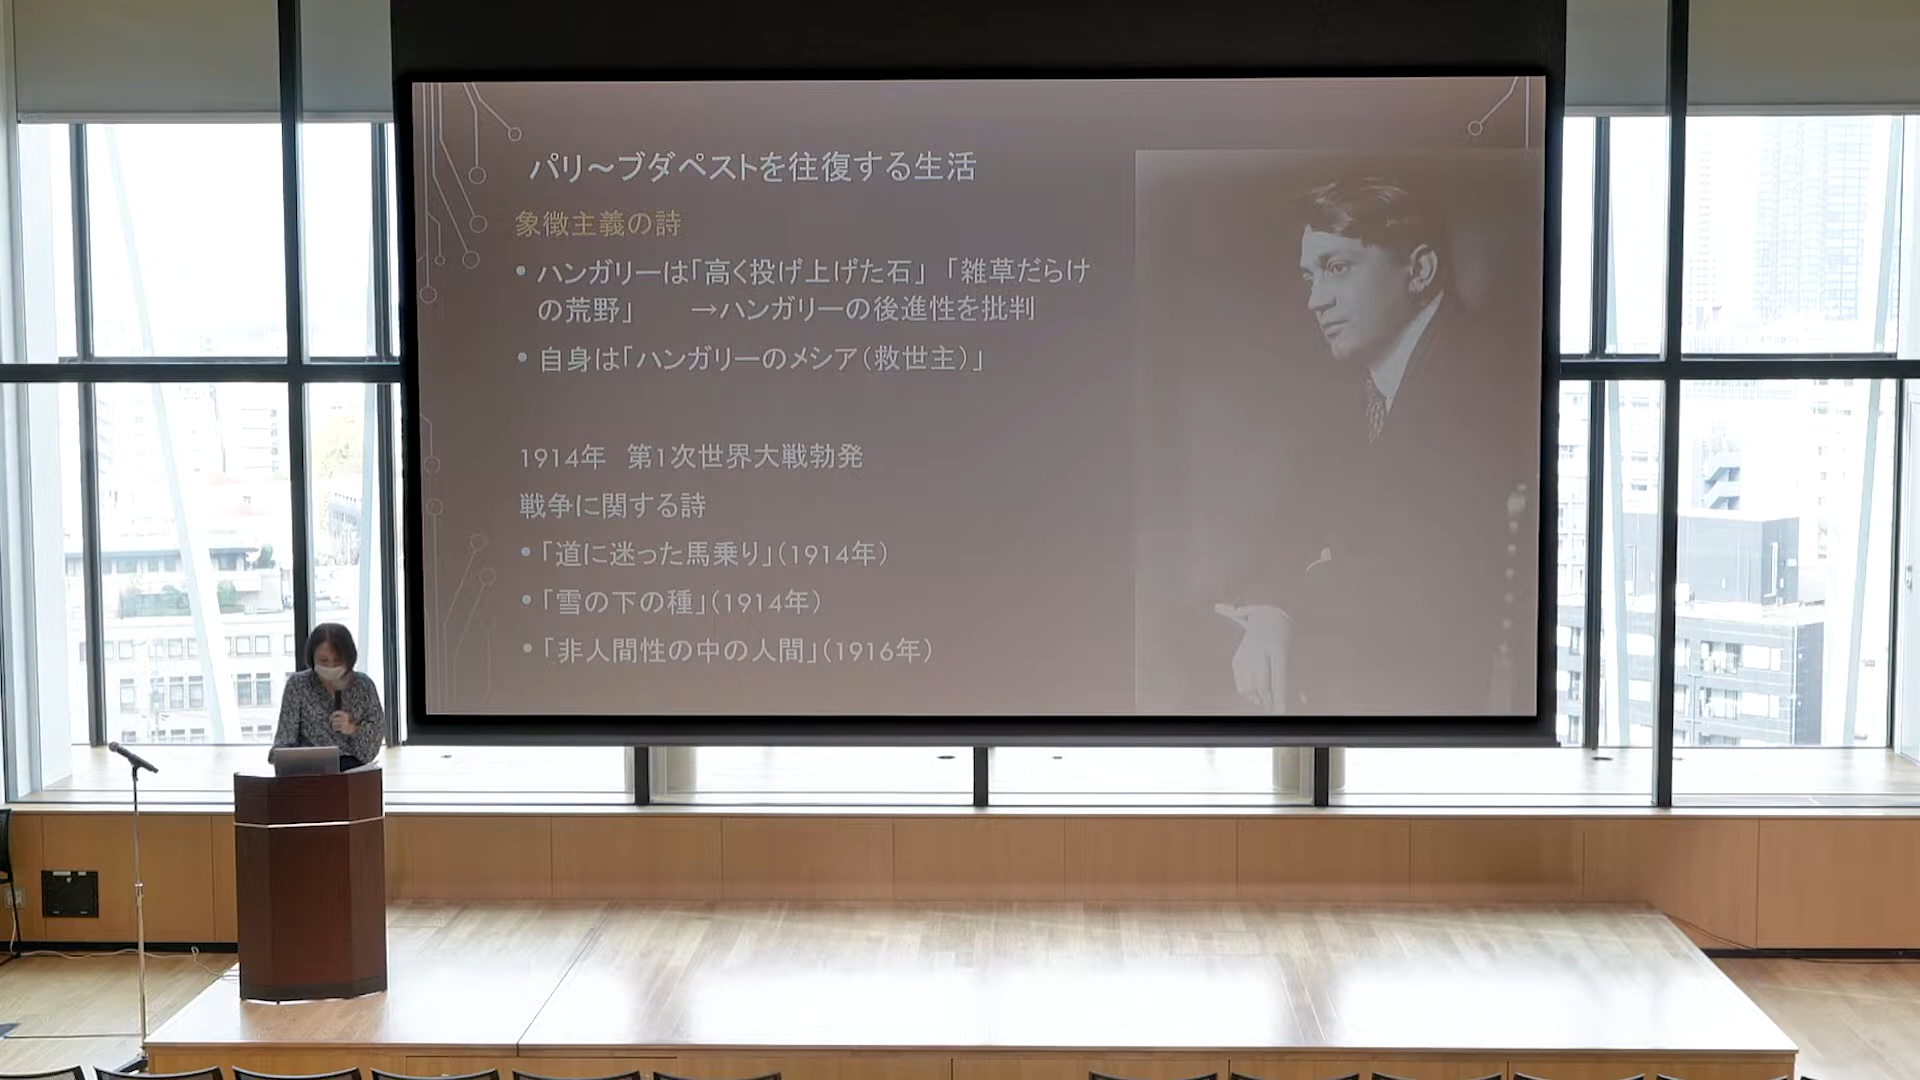 パリ～ブダペストを往復する生活
象徴主義の詩
• ハンガリーは「高く投げ上げた石」「雑草だらけ
の荒野」　→ハンガリーの後進性を批判
• 自身は「ハンガリーのメシア（救世主）」
1914年　第1次世界大戦勃発
戦争に関する詩
• 「道に迷った馬乗り」（1914年）
• 「雪の下の種」（1914年）
• 「非人間性の中の人間」（1916年）